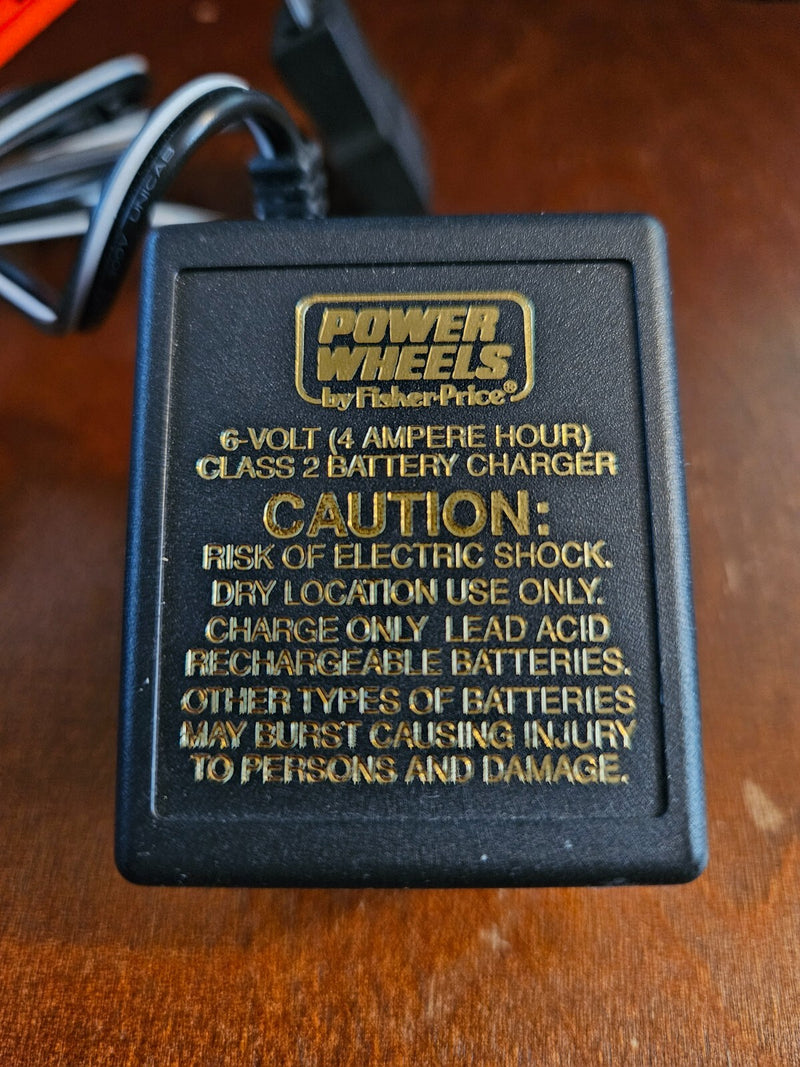 POWER
WHEELS
by Fisher-Price®
6-VOLT (4 AMPERE HOUR)
CLASS 2 BATTERY CHARGER
CAUTION:
RISK OF ELECTRIC SHOCK.
DRY LOCATION USE ONLY.
CHARGE ONLY LEAD ACID
RECHARGEABLE BATTERIES.
OTHER TYPES OF BATTERIES
MAY BURST CAUSING INJURY
TO PERSONS AND DAMAGE.
UNICAB